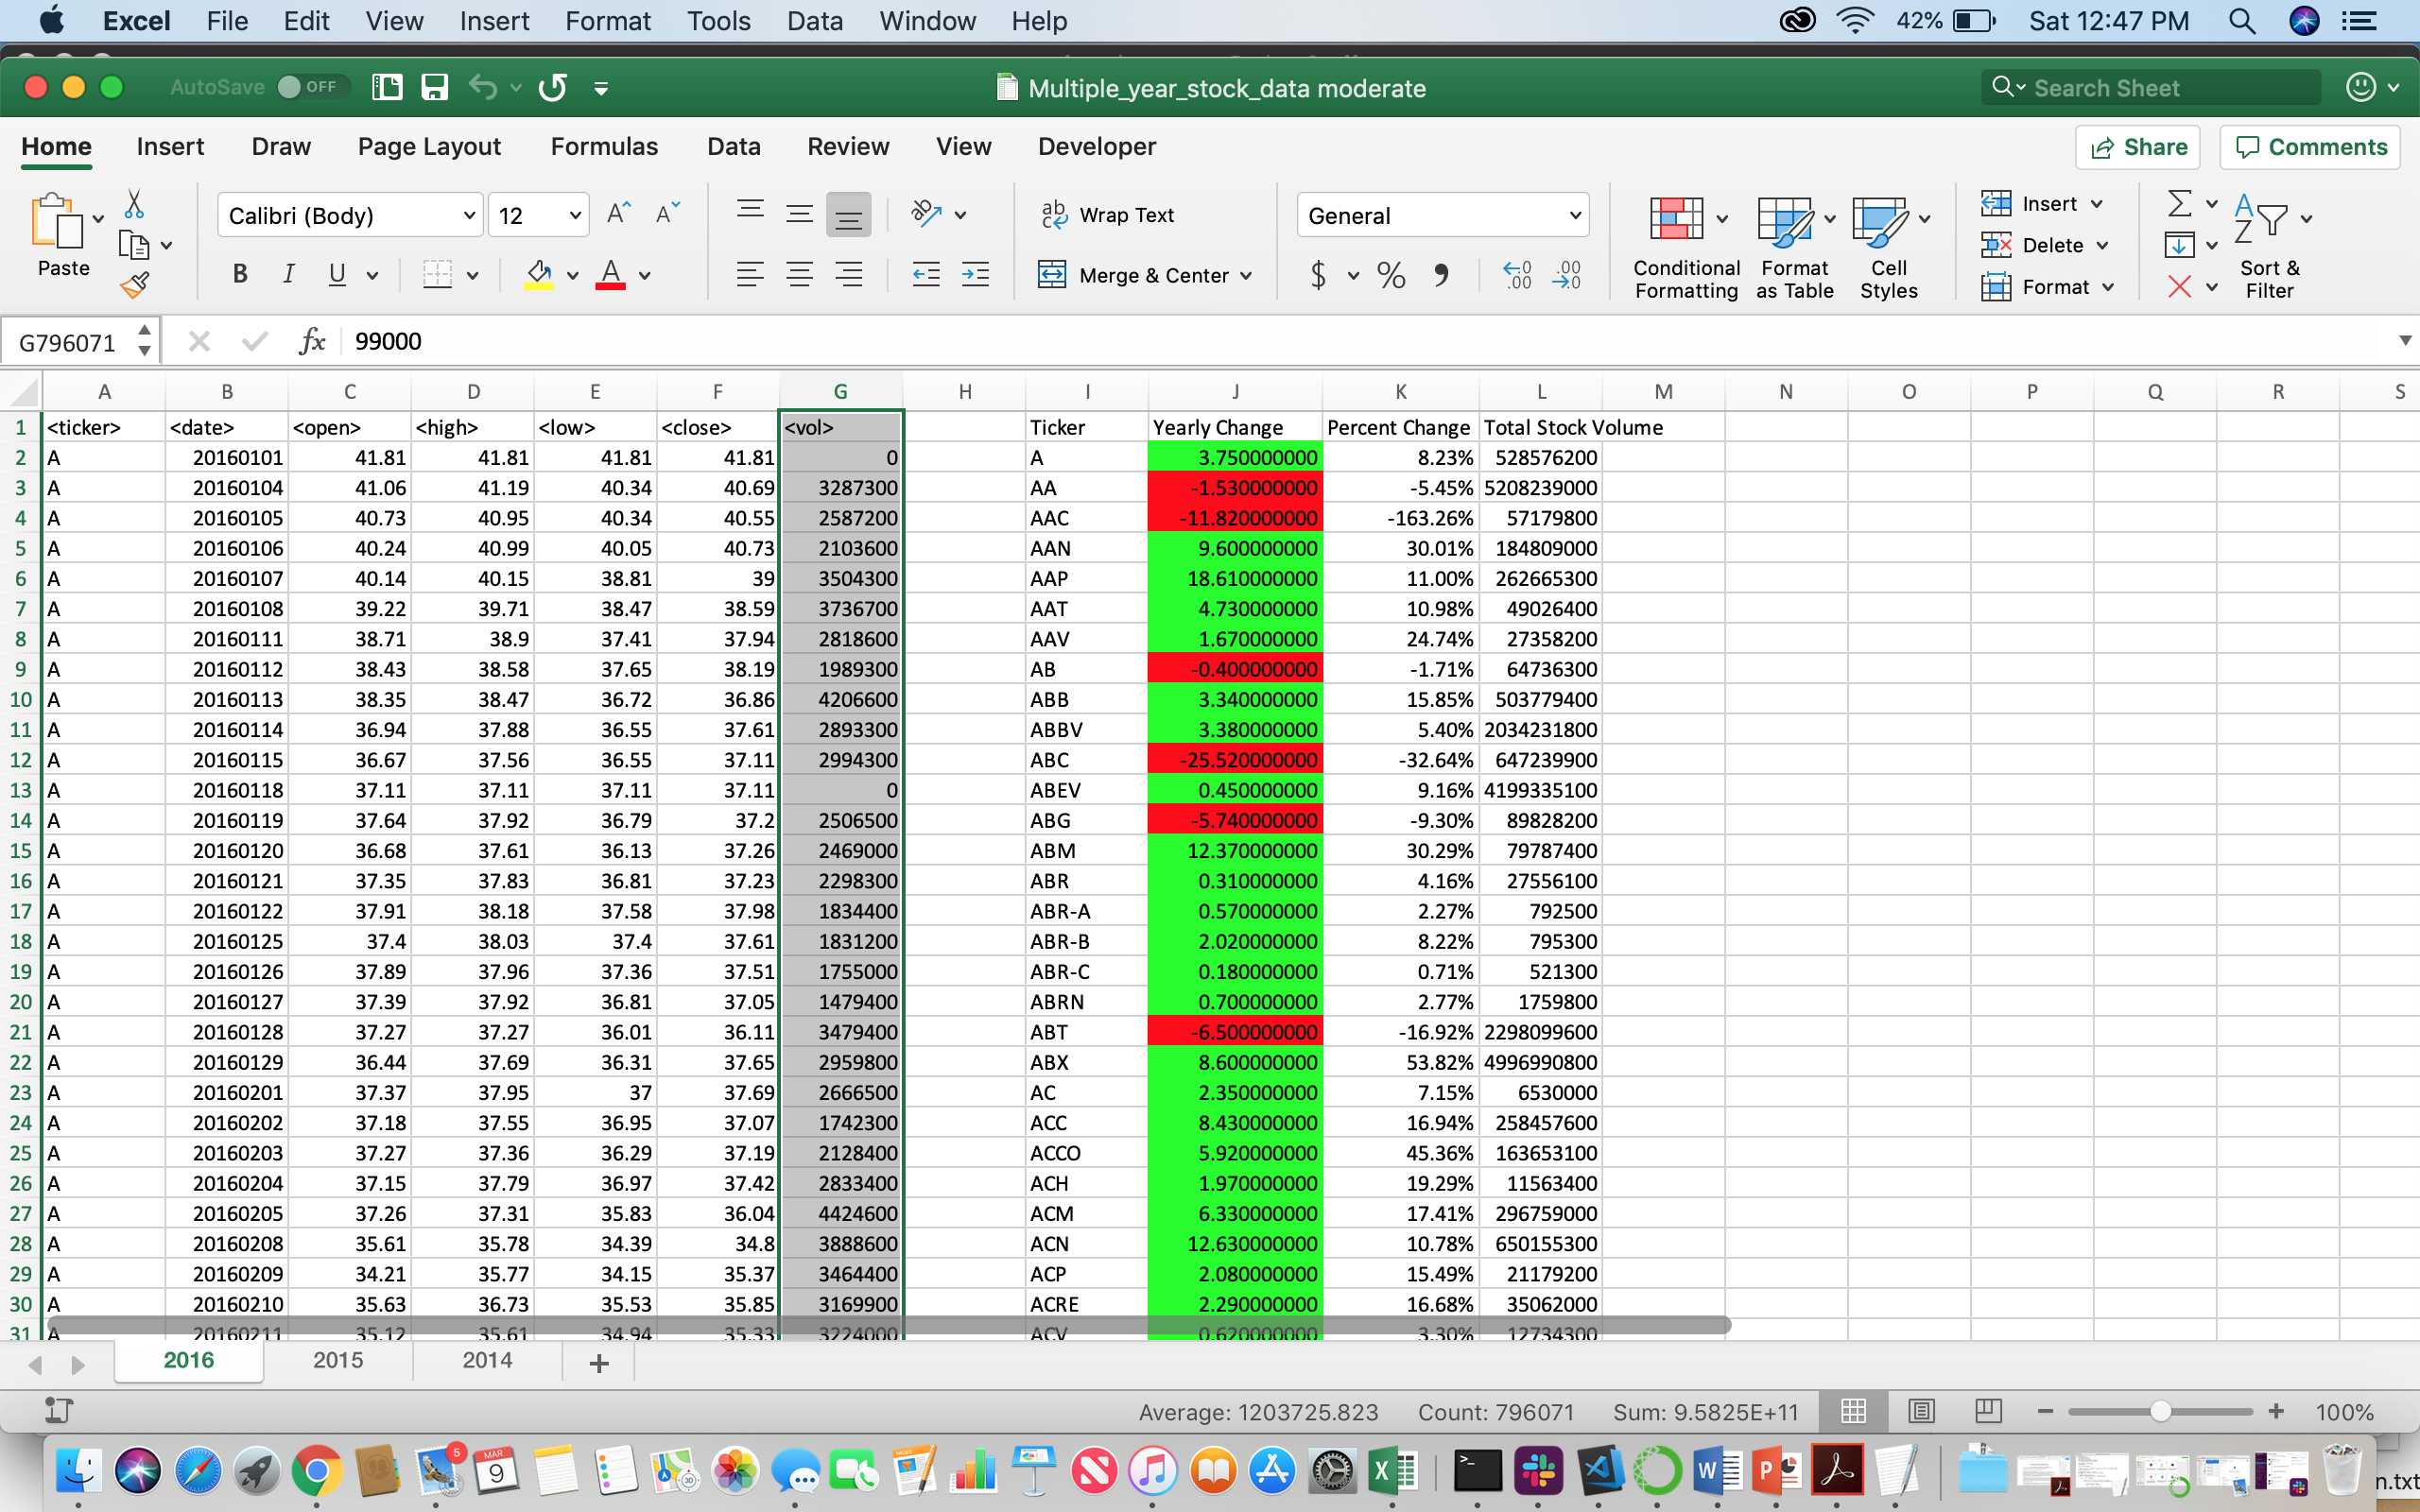 Excel File Edit View Insert Format Tools Data Window Help 42% Sat 12:47 PM
AutoSave OFF Multiple_year_stock_data moderate Search Sheet
Home Insert Draw Page Layout Formulas Data Review View Developer Share Comments
Paste Calibri (Body) 12 Wrap Text General Insert
B I U Merge & Center $ % Conditional Formatting Format as Table Cell Styles Delete Format Sort & Filter
G796071 fx 99000
A B C D E F G H I J K L M N O P Q R S
1 <ticker> <date> <open> <high> <low> <close> <vol> Ticker Yearly Change Percent Change Total Stock Volume
2 A 20160101 41.81 41.81 41.81 41.81 0 A 3.750000000 8.23% 528576200
3 A 20160104 41.06 41.19 40.34 40.69 3287300 AA -1.530000000 -5.45% 5208239000
4 A 20160105 40.73 40.95 40.34 40.55 2587200 AAC -11.820000000 -163.26% 57179800
5 A 20160106 40.24 40.99 40.05 40.73 2103600 AAN 9.600000000 30.01% 184809000
6 A 20160107 40.14 40.15 38.81 39 3504300 AAP 18.610000000 11.00% 262665300
7 A 20160108 39.22 39.71 38.47 38.59 3736700 AAT 4.730000000 10.98% 49026400
8 A 20160111 38.71 38.9 37.41 37.94 2818600 AAV 1.670000000 24.74% 27358200
9 A 20160112 38.43 38.58 37.65 38.19 1989300 AB -0.400000000 -1.71% 64736300
10 A 20160113 38.35 38.47 36.72 36.86 4206600 ABB 3.340000000 15.85% 503779400
11 A 20160114 36.94 37.88 36.55 37.61 2893300 ABBV 3.380000000 5.40% 2034231800
12 A 20160115 36.67 37.56 36.55 37.11 2994300 ABC -25.520000000 -32.64% 647239900
13 A 20160118 37.11 37.11 37.11 37.11 0 ABEV 0.450000000 9.16% 4199335100
14 A 20160119 37.64 37.92 36.79 37.2 2506500 ABG -5.740000000 -9.30% 89828200
15 A 20160120 36.68 37.61 36.13 37.26 2469000 ABM 12.370000000 30.29% 79787400
16 A 20160121 37.35 37.83 36.81 37.23 2298300 ABR 0.310000000 4.16% 27556100
17 A 20160122 37.91 38.18 37.58 37.98 1834400 ABR-A 0.570000000 2.27% 792500
18 A 20160125 37.4 38.03 37.4 37.61 1831200 ABR-B 2.020000000 8.22% 795300
19 A 20160126 37.89 37.96 37.36 37.51 1755000 ABR-C 0.180000000 0.71% 521300
20 A 20160127 37.39 37.92 36.81 37.05 1479400 ABRN 0.700000000 2.77% 1759800
21 A 20160128 37.27 37.27 36.01 36.11 3479400 ABT -6.500000000 -16.92% 2298099600
22 A 20160129 36.44 37.69 36.31 37.65 2959800 ABX 8.600000000 53.82% 4996990800
23 A 20160201 37.37 37.95 37 37.69 2666500 AC 2.350000000 7.15% 6530000
24 A 20160202 37.18 37.55 36.95 37.07 1742300 ACC 8.430000000 16.94% 258457600
25 A 20160203 37.27 37.36 36.29 37.19 2128400 ACCO 5.920000000 45.36% 163653100
26 A 20160204 37.15 37.79 36.97 37.42 2833400 ACH 1.970000000 19.29% 11563400
27 A 20160205 37.26 37.31 35.83 36.04 4424600 ACM 6.330000000 17.41% 296759000
28 A 20160208 35.61 35.78 34.39 34.8 3888600 ACN 12.630000000 10.78% 650155300
29 A 20160209 34.21 35.77 34.15 35.37 3464400 ACP 2.080000000 15.49% 21179200
30 A 20160210 35.63 36.73 35.53 35.85 3169900 ACRE 2.290000000 16.68% 35062000
31 A 20160211 35.12 35.61 34.94 35.33 3224000 ACV 0.620000000 3.30% 12734300
2016 2015 2014 +
Average: 1203725.823 Count: 796071 Sum: 9.5825E+11 100%
MAR 9 5 n.txt